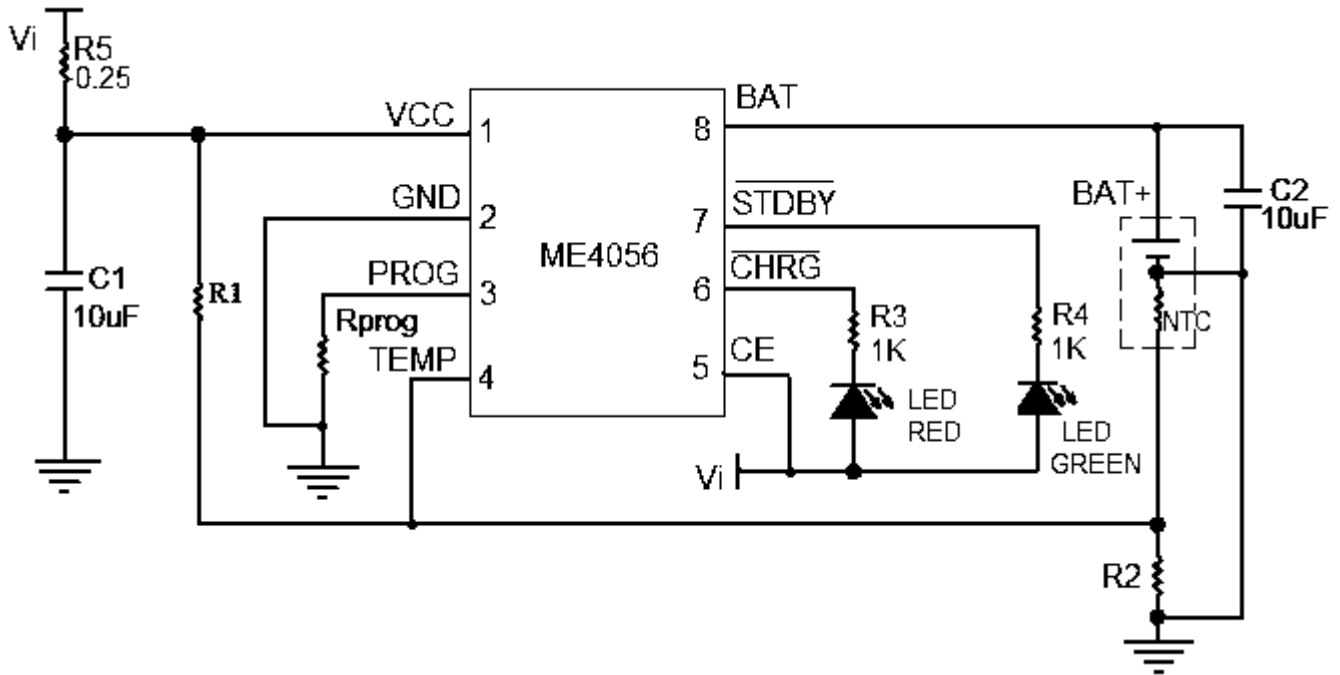 Vi
R5
0.25
VCC
1
GND
2
PROG
3
Rprog
TEMP
4
C1
10uF
R1
ME4056
BAT
8
STDBY
7
CHRG
6
CE
5
R3
1K
R4
1K
LED
RED
LED
GREEN
Vi
BAT+
C2
10uF
NTC
R2